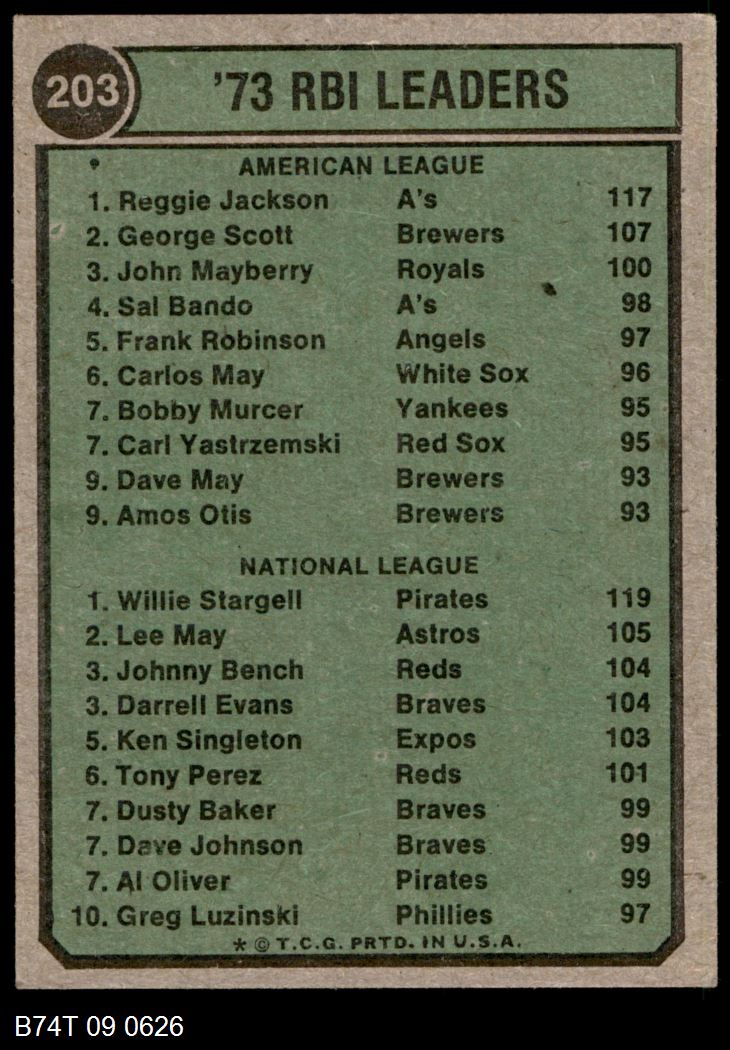 203
'73 RBI LEADERS
AMERICAN LEAGUE
1. Reggie Jackson A's 117
2. George Scott Brewers 107
3. John Mayberry Royals 100
4. Sal Bando A's 98
5. Frank Robinson Angels 97
6. Carlos May White Sox 96
7. Bobby Murcer Yankees 95
7. Carl Yastrzemski Red Sox 95
9. Dave May Brewers 93
9. Amos Otis Brewers 93
NATIONAL LEAGUE
1. Willie Stargell Pirates 119
2. Lee May Astros 105
3. Johnny Bench Reds 104
3. Darrell Evans Braves 104
5. Ken Singleton Expos 103
6. Tony Perez Reds 101
7. Dusty Baker Braves 99
7. Dave Johnson Braves 99
7. Al Oliver Pirates 99
10. Greg Luzinski Phillies 97
* © T.C.G. PRTD. IN U.S.A.
B74T 09 0626